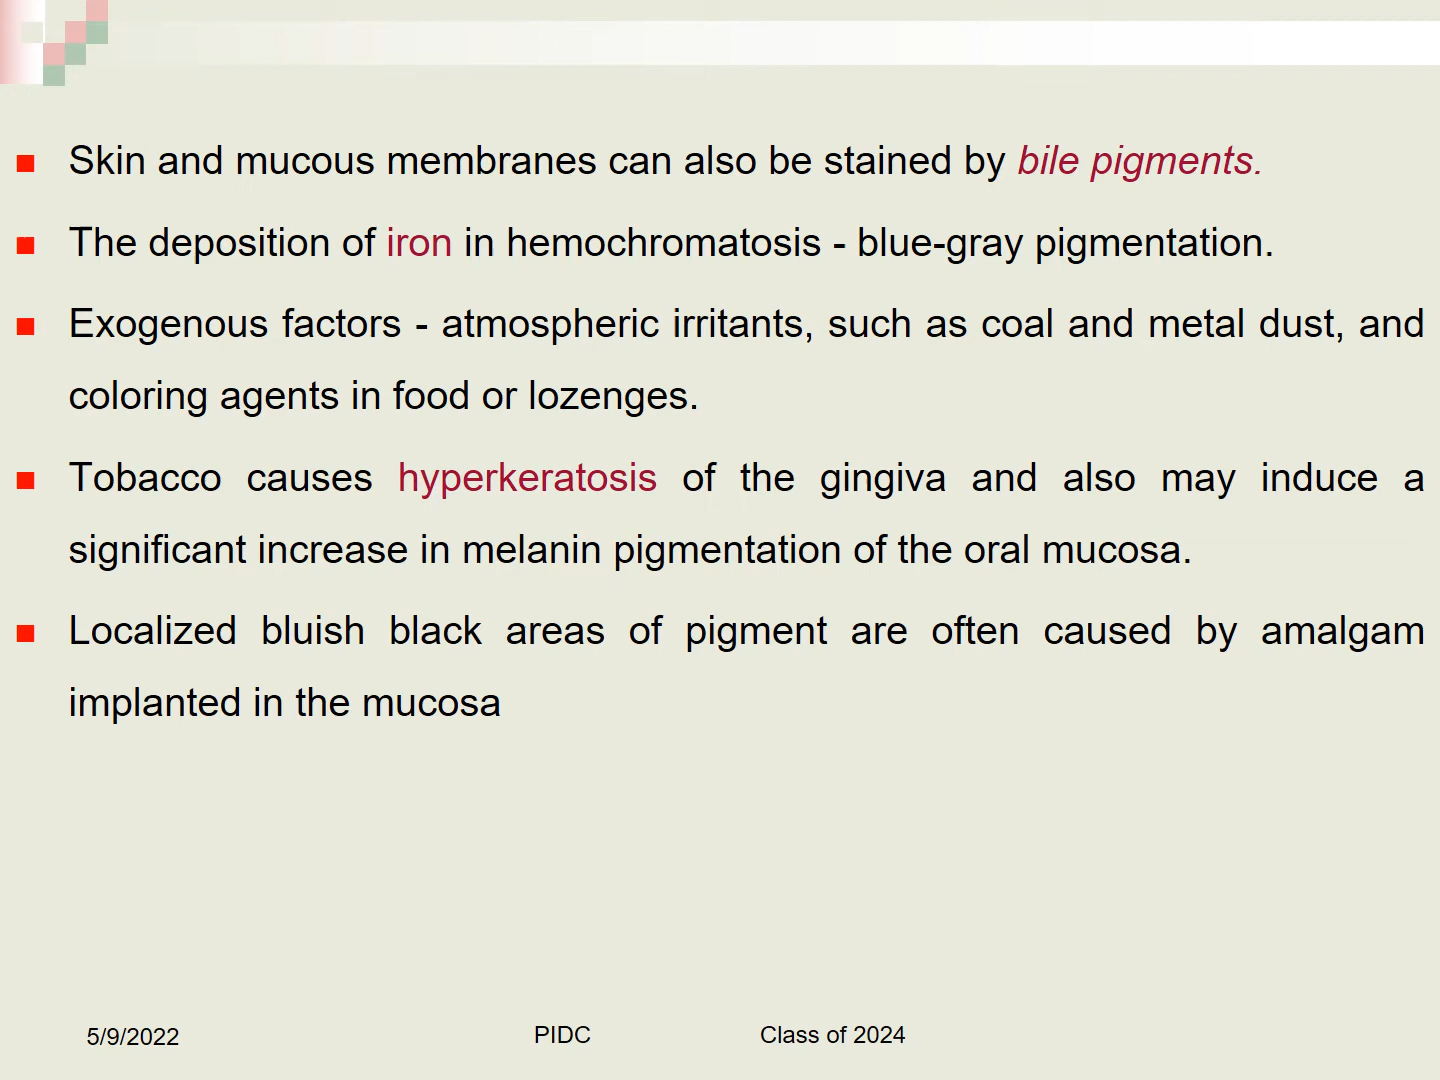 Skin and mucous membranes can also be stained by bile pigments.
The deposition of iron in hemochromatosis - blue-gray pigmentation.
Exogenous factors - atmospheric irritants, such as coal and metal dust, and
coloring agents in food or lozenges.
Tobacco causes hyperkeratosis of the gingiva and also may induce a
significant increase in melanin pigmentation of the oral mucosa.
Localized bluish black areas of pigment are often caused by amalgam
implanted in the mucosa
5/9/2022 PIDC Class of 2024